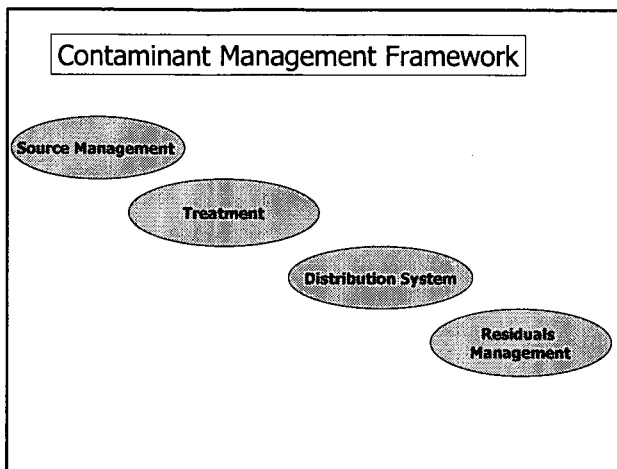 Contaminant Management Framework
Source Management
Treatment
Distribution System
Residuals
Management